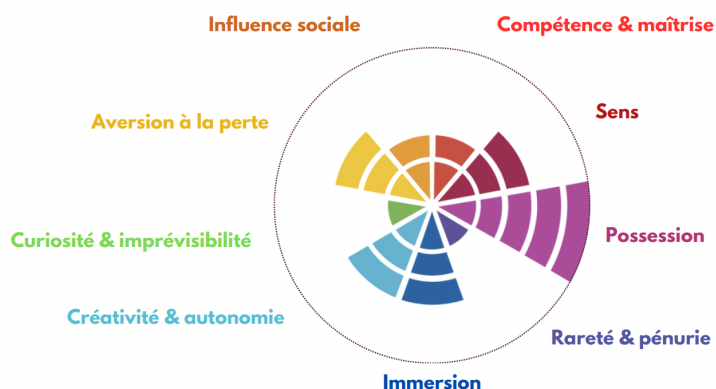 Influence sociale
Compétence & maîtrise
Sens
Aversion à la perte
Possession
Curiosité & imprévisibilité
Créativité & autonomie
Rareté & pénurie
Immersion